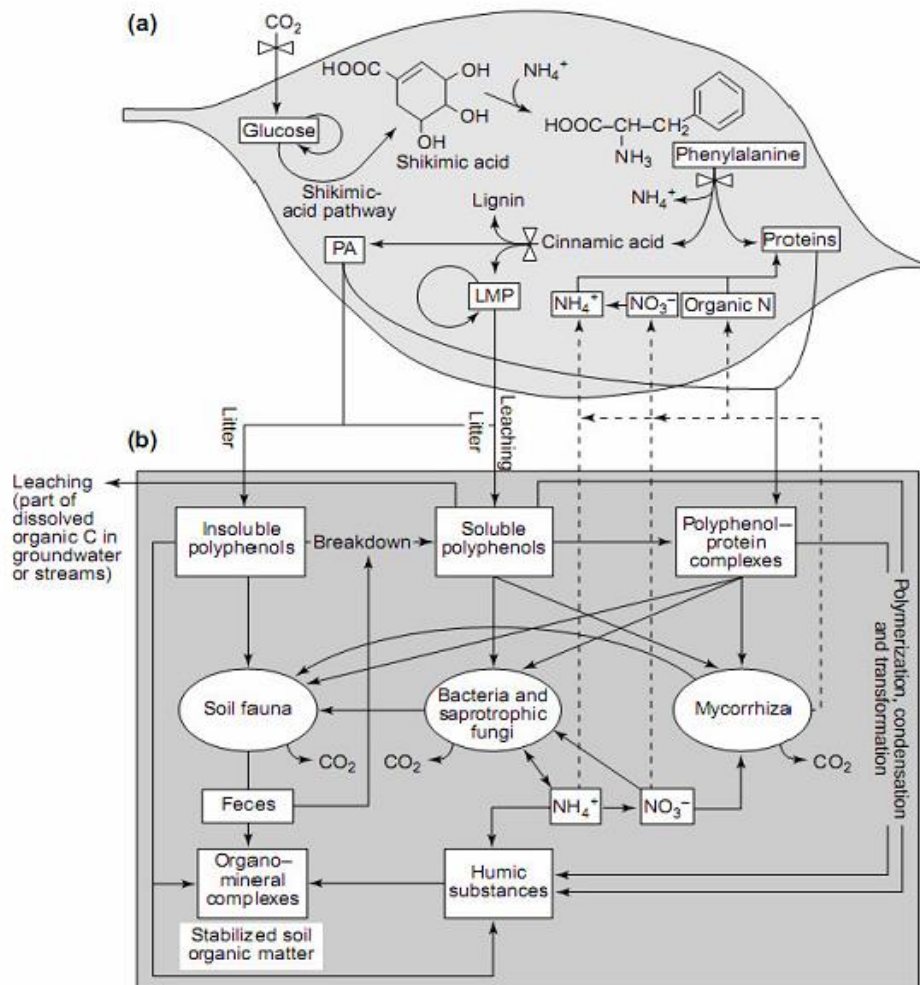 (a)
CO2
HOOC
OH
OH
OH
NH4+
HOOC–CH–CH2
NH3
Glucose
Shikimic acid
Phenylalanine
Shikimic-
acid pathway
Lignin
NH4+
PA
Cinnamic acid
Proteins
LMP
NH4+
NO3−
Organic N
Litter
Litter
Leaching
(b)
Leaching
(part of
dissolved
organic C in
groundwater
or streams)
Insoluble
polyphenols
Breakdown
Soluble
polyphenols
Polyphenol–
protein
complexes
Polymerization, condensation
and transformation
Soil fauna
Bacteria and
saprotrophic
fungi
Mycorrhiza
CO2
CO2
CO2
Feces
NH4+
NO3−
Organo–
mineral
complexes
Humic
substances
Stabilized soil
organic matter